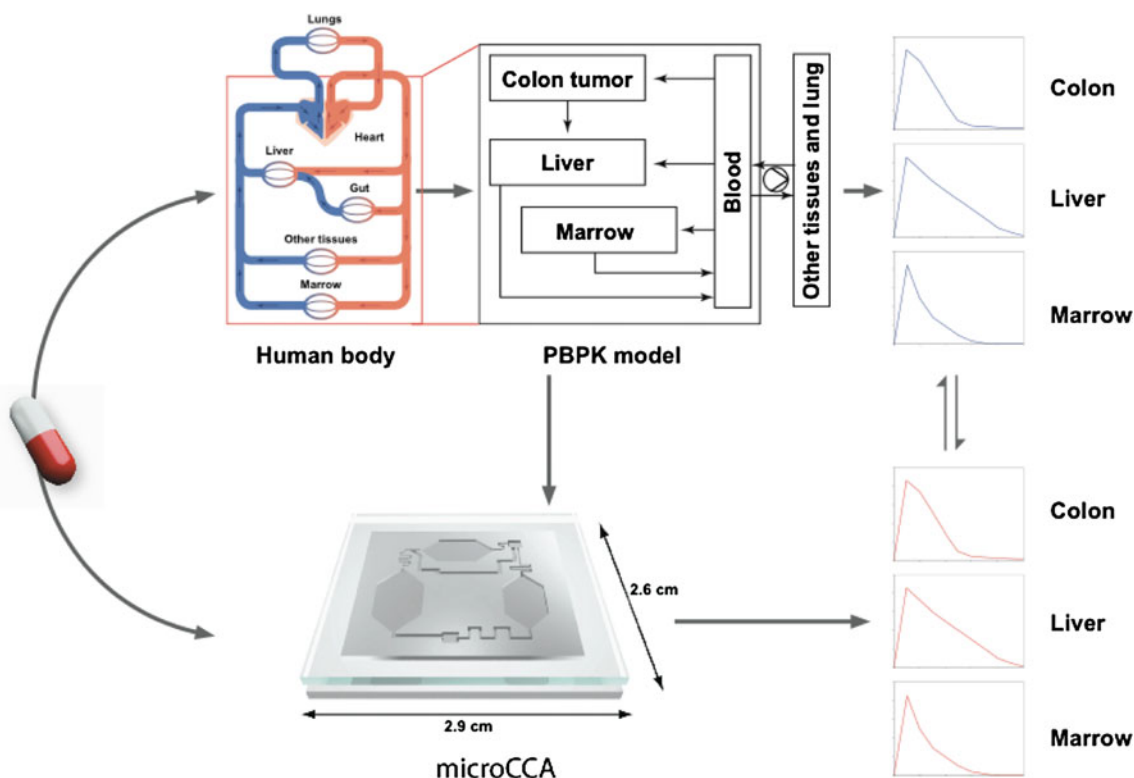 Lungs
Heart
Liver
Gut
Other tissues
Marrow
Human body
Colon tumor
Liver
Marrow
Blood
Other tissues and lung
PBPK model
Colon
Liver
Marrow
2.6 cm
2.9 cm
microCCA
Colon
Liver
Marrow